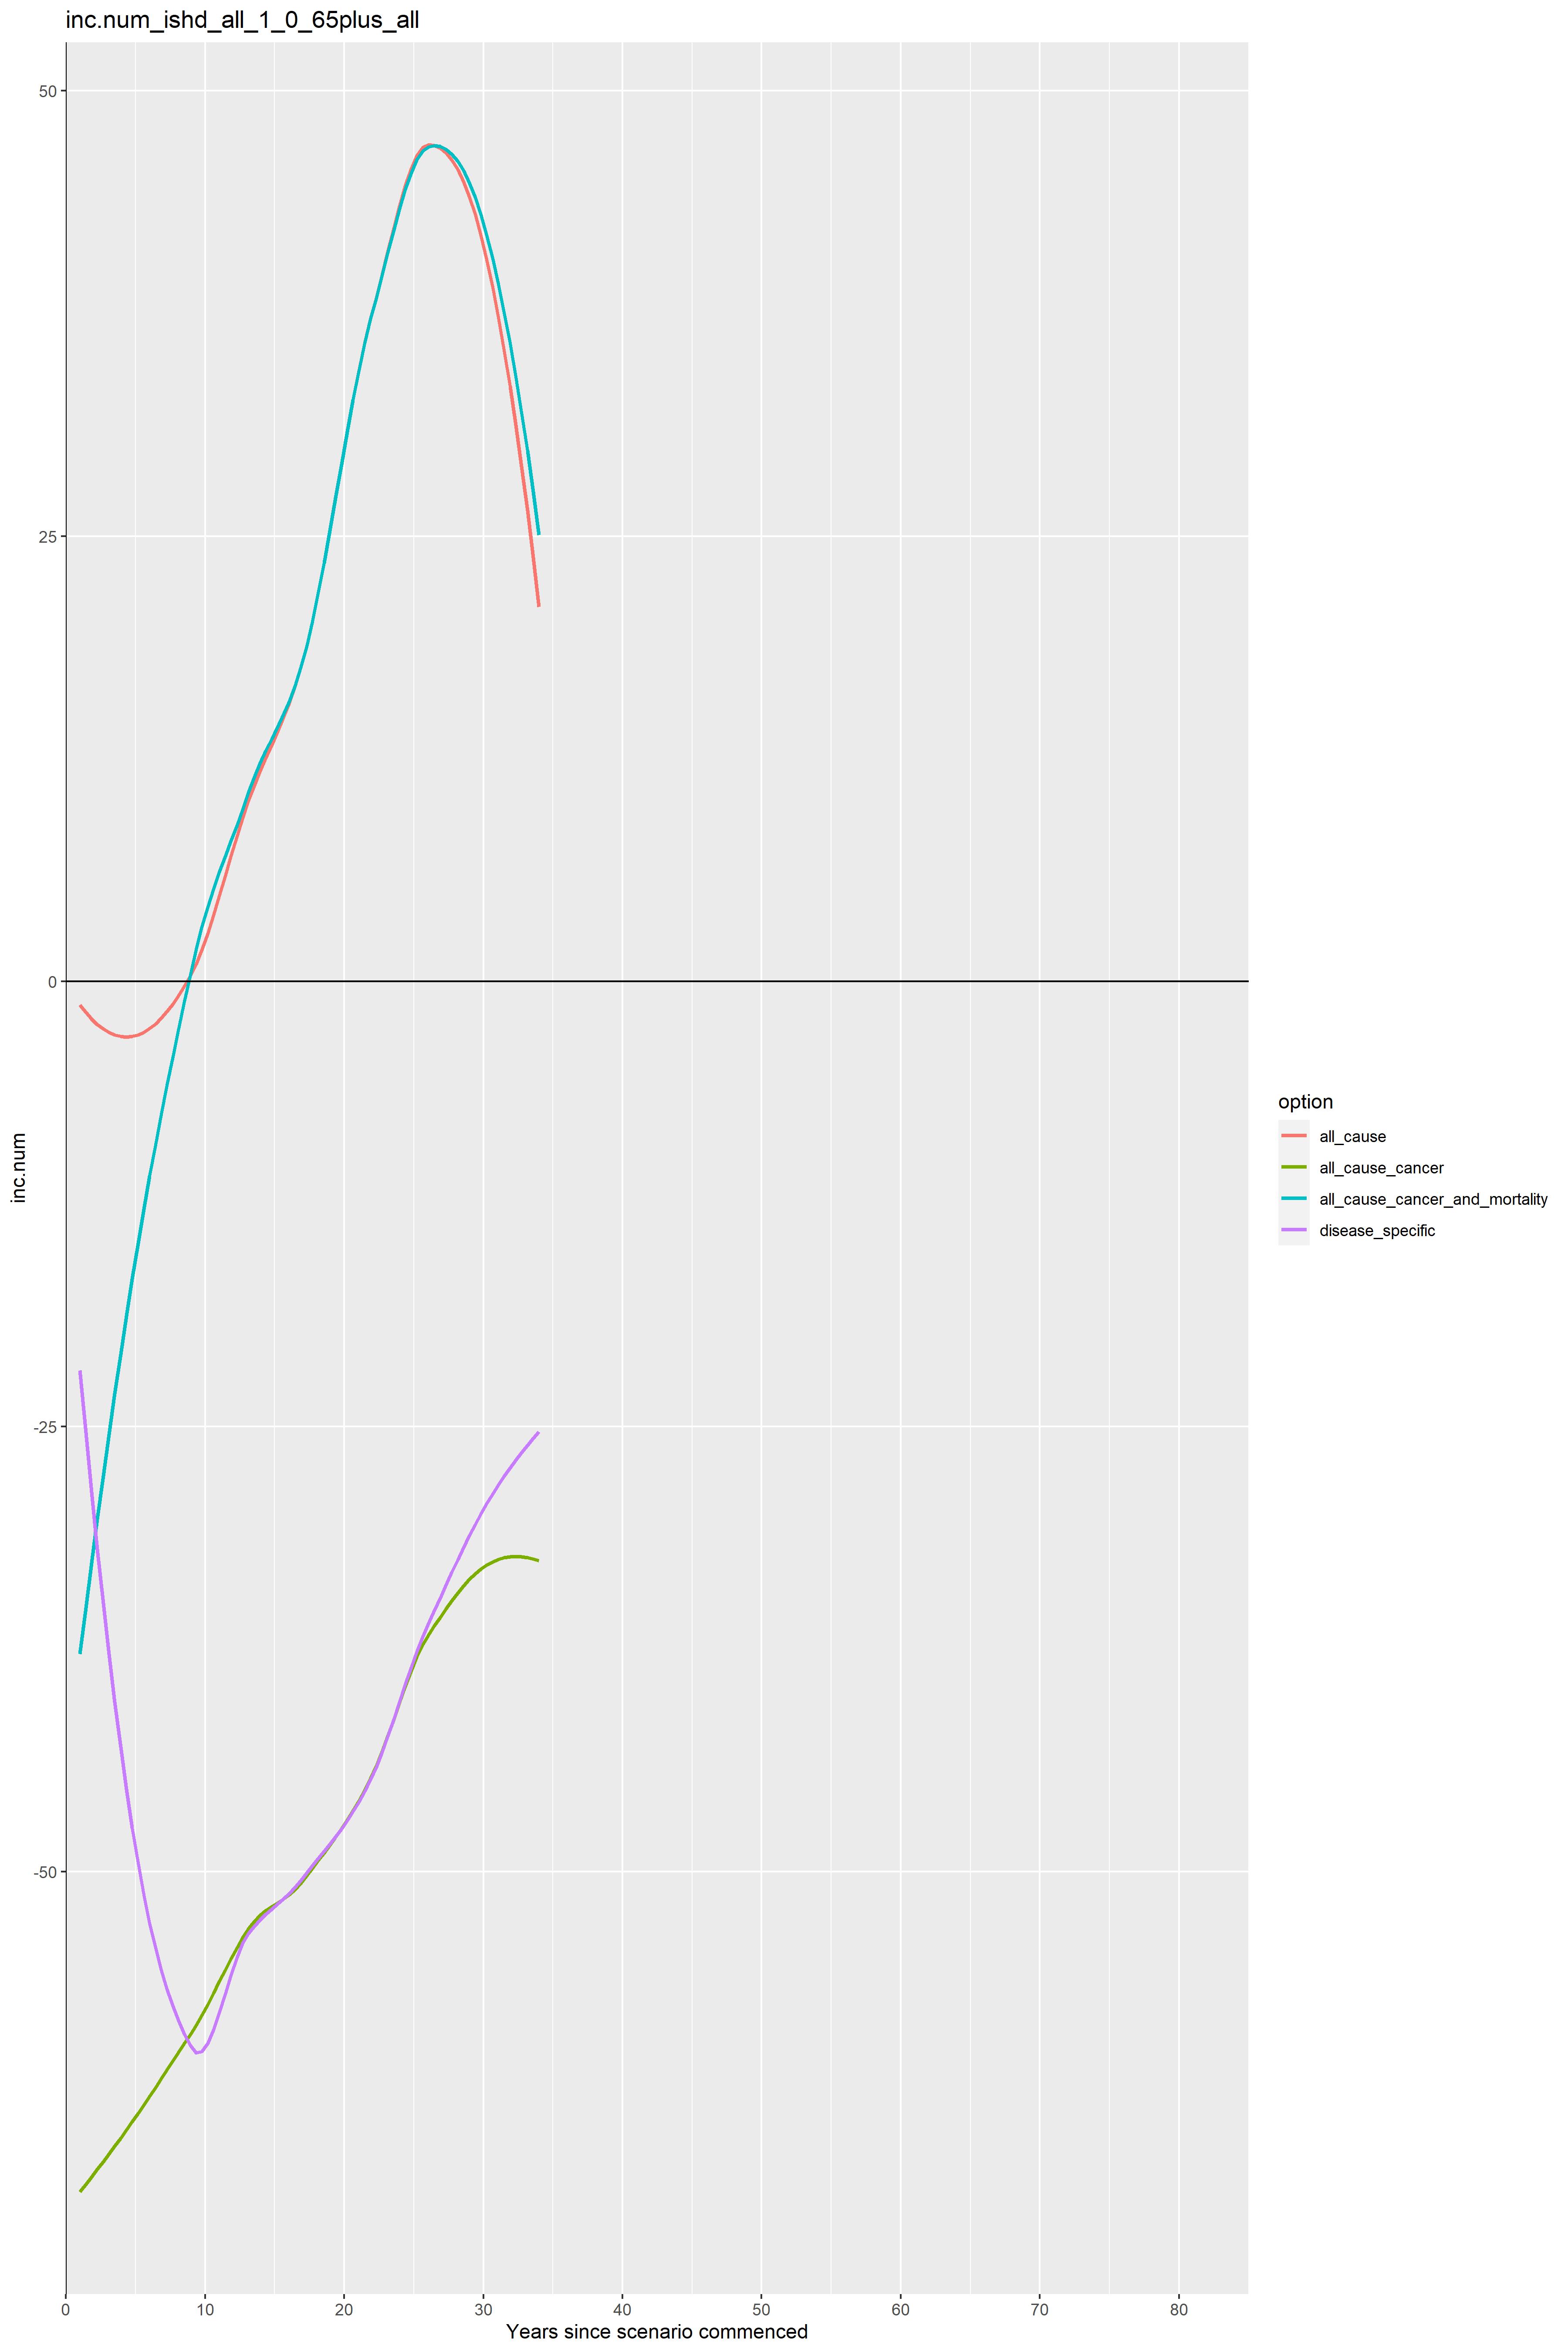 inc.num_ishd_all_1_0_65plus_all
50
25
0
-25
-50
inc.num
0 10 20 30 40 50 60 70 80
Years since scenario commenced
option
all_cause
all_cause_cancer
all_cause_cancer_and_mortality
disease_specific